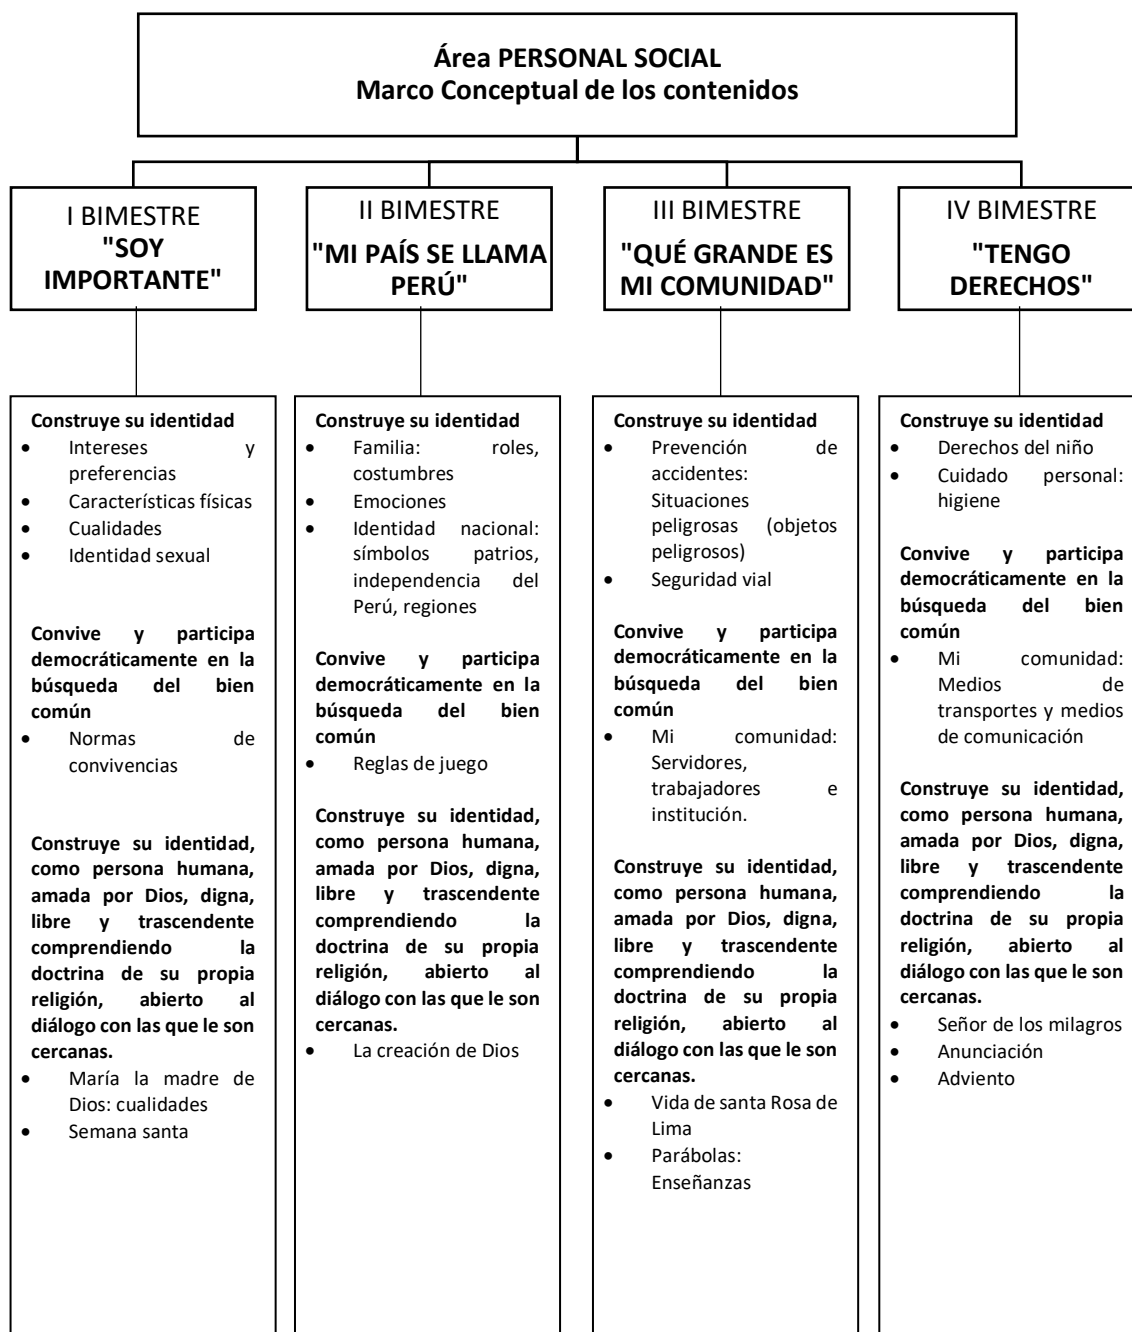 Área PERSONAL SOCIAL
Marco Conceptual de los contenidos
I BIMESTRE
"SOY
IMPORTANTE"
II BIMESTRE
"MI PAÍS SE LLAMA
PERÚ"
III BIMESTRE
"QUÉ GRANDE ES
MI COMUNIDAD"
IV BIMESTRE
"TENGO
DERECHOS"
Construye su identidad
• Intereses y
preferencias
• Características físicas
• Cualidades
• Identidad sexual
Convive y participa
democráticamente en la
búsqueda del bien
común
• Normas de
convivencias
Construye su identidad,
como persona humana,
amada por Dios, digna,
libre y trascendente
comprendiendo la
doctrina de su propia
religión, abierto al
diálogo con las que le son
cercanas.
• María la madre de
Dios: cualidades
• Semana santa
Construye su identidad
• Familia: roles,
costumbres
• Emociones
• Identidad nacional:
símbolos patrios,
independencia del
Perú, regiones
Convive y participa
democráticamente en la
búsqueda del bien
común
• Reglas de juego
Construye su identidad,
como persona humana,
amada por Dios, digna,
libre y trascendente
comprendiendo la
doctrina de su propia
religión, abierto al
diálogo con las que le son
cercanas.
• La creación de Dios
Construye su identidad
• Prevención de
accidentes:
Situaciones
peligrosas (objetos
peligrosos)
• Seguridad vial
Convive y participa
democráticamente en la
búsqueda del bien
común
• Mi comunidad:
Servidores,
trabajadores e
institución.
Construye su identidad,
como persona humana,
amada por Dios, digna,
libre y trascendente
comprendiendo la
doctrina de su propia
religión, abierto al
diálogo con las que le son
cercanas.
• Vida de santa Rosa de
Lima
• Parábolas:
Enseñanzas
Construye su identidad
• Derechos del niño
• Cuidado personal:
higiene
Convive y participa
democráticamente en la
búsqueda del bien
común
• Mi comunidad:
Medios de
transportes y medios
de comunicación
Construye su identidad,
como persona humana,
amada por Dios, digna,
libre y trascendente
comprendiendo la
doctrina de su propia
religión, abierto al
diálogo con las que le son
cercanas.
• Señor de los milagros
• Anunciación
• Adviento